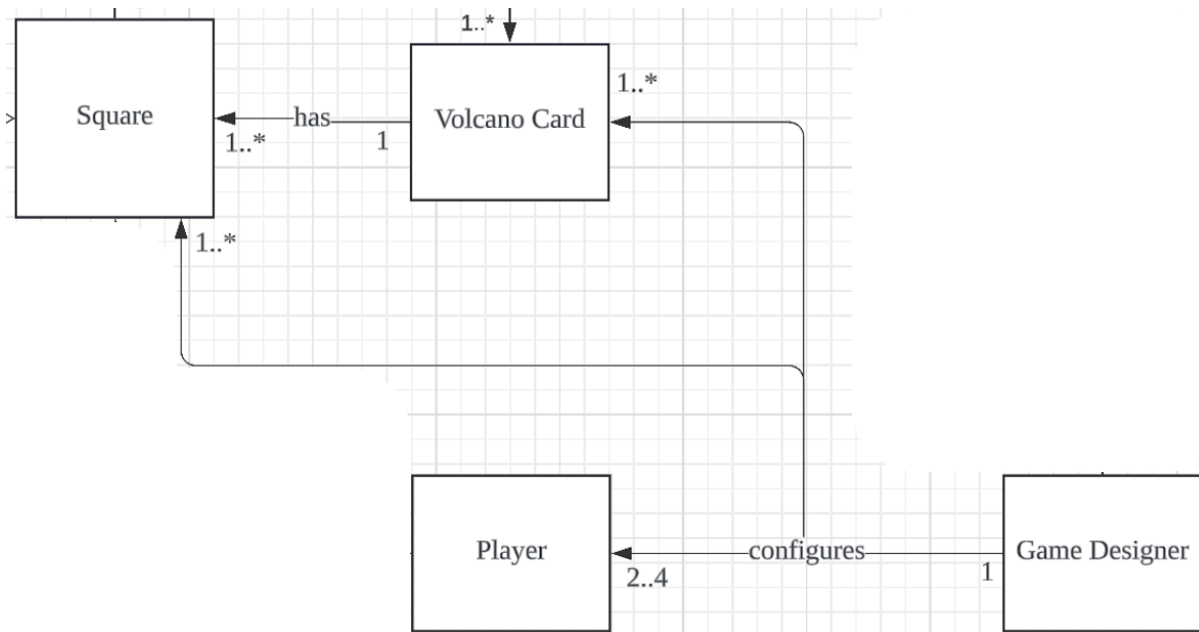 1..*
1..*
Square
has
Volcano Card
1..*
1
1..*
Player
configures
Game Designer
2..4
1